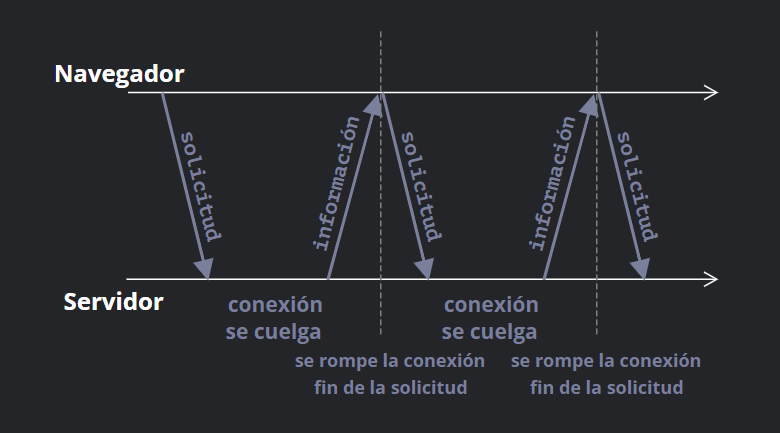 Navegador
solicitud
información
solicitud
información
solicitud
Servidor
conexión
se cuelga
conexión
se cuelga
se rompe la conexión
fin de la solicitud
se rompe la conexión
fin de la solicitud